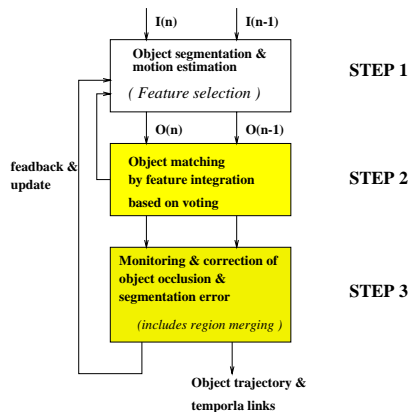 I(n) I(n-1)
Object segmentation &
motion estimation
( Feature selection )
STEP 1
O(n) O(n-1)
feadback &
update
Object matching
by feature integration
based on voting
STEP 2
Monitoring & correction of
object occlusion &
segmentation error
(includes region merging )
STEP 3
Object trajectory &
temporla links